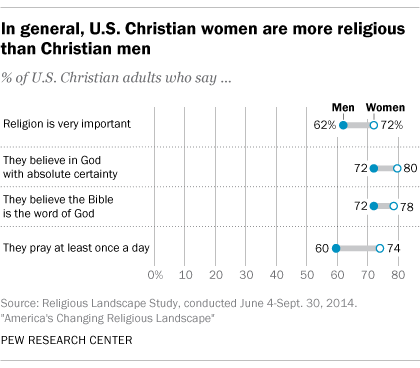 In general, U.S. Christian women are more religious
than Christian men
% of U.S. Christian adults who say ...
Men Women
Religion is very important 62% 72%
They believe in God
with absolute certainty 72 80
They believe the Bible
is the word of God 72 78
They pray at least once a day 60 74
0% 10 20 30 40 50 60 70 80
Source: Religious Landscape Study, conducted June 4-Sept. 30, 2014.
"America's Changing Religious Landscape"
PEW RESEARCH CENTER